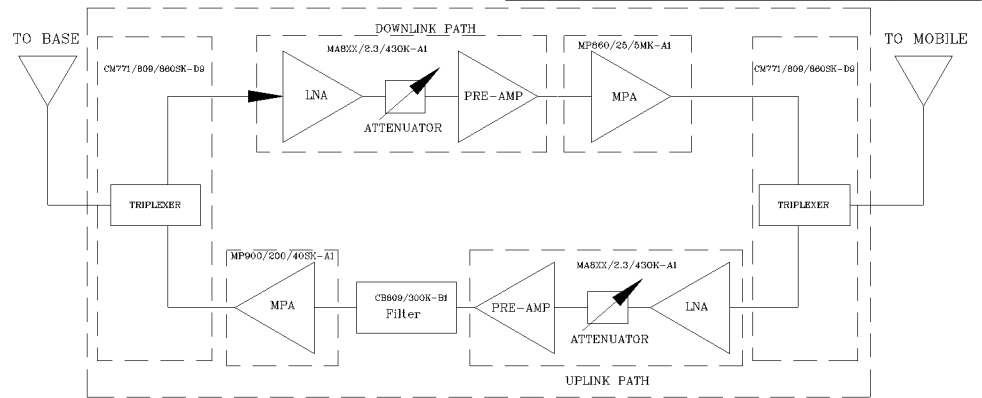 DOWNLINK PATH
TO BASE
TO MOBILE
MA8XX/2.3/430K-A1
MP860/25/5MK-A1
CM771/809/860SK-D9
CM771/809/860SK-D9
LNA
PRE-AMP
MPA
ATTENUATOR
TRIPLEXER
TRIPLEXER
MP900/200/40SK-A1
MA8XX/2.3/430K-A1
CB809/300K-B1
MPA
Filter
PRE-AMP
LNA
ATTENUATOR
UPLINK PATH